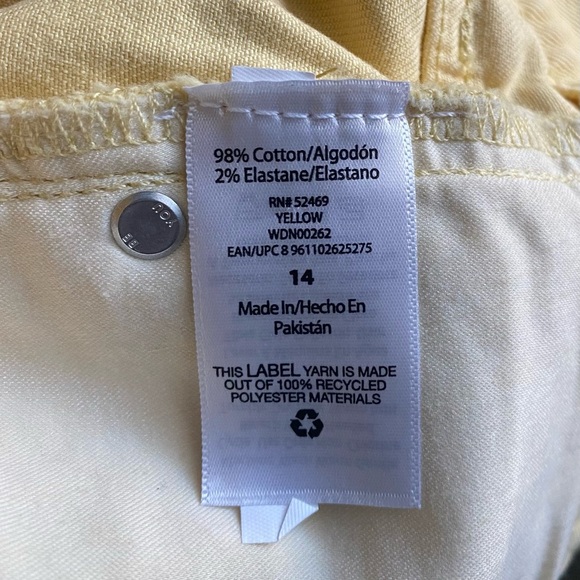 98% Cotton/Algodón
2% Elastane/Elastano
RN# 52469
YELLOW
WDN00262
EAN/UPC 8 961102625275
14
Made In/Hecho En
Pakistán
THIS LABEL YARN IS MADE
OUT OF 100% RECYCLED
POLYESTER MATERIALS